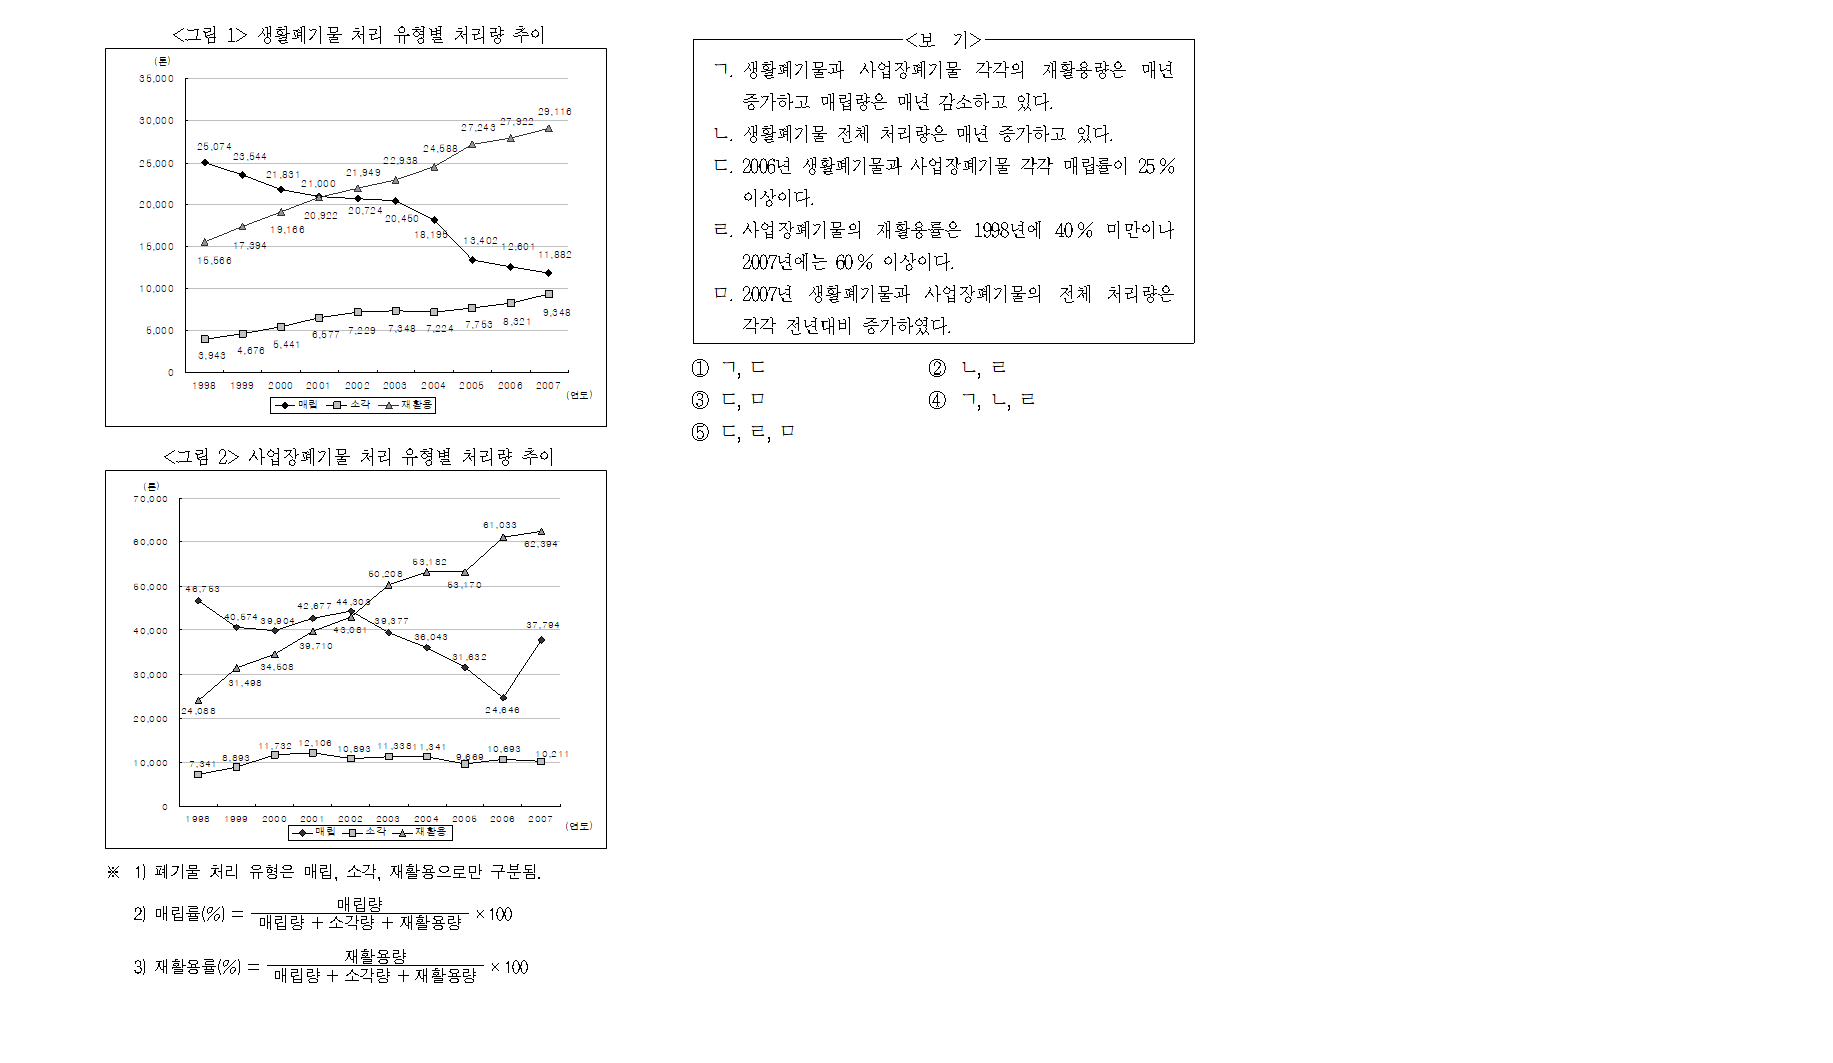 <그림 1> 생활폐기물 처리 유형별 처리량 추이
(톤)
35,000
30,000
25,000
20,000
15,000
10,000
5,000
0
25,074
23,544
21,831
21,000
20,724
20,450
18,195
13,402
12,601
11,882
15,566
17,394
19,166
20,922
21,949
22,938
24,588
27,243
27,922
29,116
3,943
4,676
5,441
6,577
7,229
7,348
7,224
7,753
8,321
9,348
1998 1999 2000 2001 2002 2003 2004 2005 2006 2007
(연도)
매립 소각 재활용
<그림 2> 사업장폐기물 처리 유형별 처리량 추이
(톤)
70,000
60,000
50,000
40,000
30,000
20,000
10,000
0
46,753
40,574
39,904
42,677
44,303
39,377
36,043
31,632
24,646
37,794
24,088
31,498
34,508
39,710
43,081
50,208
53,182
53,170
61,033
62,394
7,341
8,893
11,732
12,106
10,893
11,338
11,341
9,869
10,693
10,211
1998 1999 2000 2001 2002 2003 2004 2005 2006 2007
(연도)
매립 소각 재활용
※ 1) 폐기물 처리 유형은 매립, 소각, 재활용으로만 구분됨.
2) 매립률(%) = 매립량 / 매립량 + 소각량 + 재활용량 × 100
3) 재활용률(%) = 재활용량 / 매립량 + 소각량 + 재활용량 × 100
<보 기>
ㄱ. 생활폐기물과 사업장폐기물 각각의 재활용량은 매년
증가하고 매립량은 매년 감소하고 있다.
ㄴ. 생활폐기물 전체 처리량은 매년 증가하고 있다.
ㄷ. 2006년 생활폐기물과 사업장폐기물 각각 매립률이 25%
이상이다.
ㄹ. 사업장폐기물의 재활용률은 1998년에 40% 미만이나
2007년에는 60% 이상이다.
ㅁ. 2007년 생활폐기물과 사업장폐기물의 전체 처리량은
각각 전년대비 증가하였다.
① ㄱ, ㄷ ② ㄴ, ㄹ
③ ㄷ, ㅁ ④ ㄱ, ㄴ, ㄹ
⑤ ㄷ, ㄹ, ㅁ